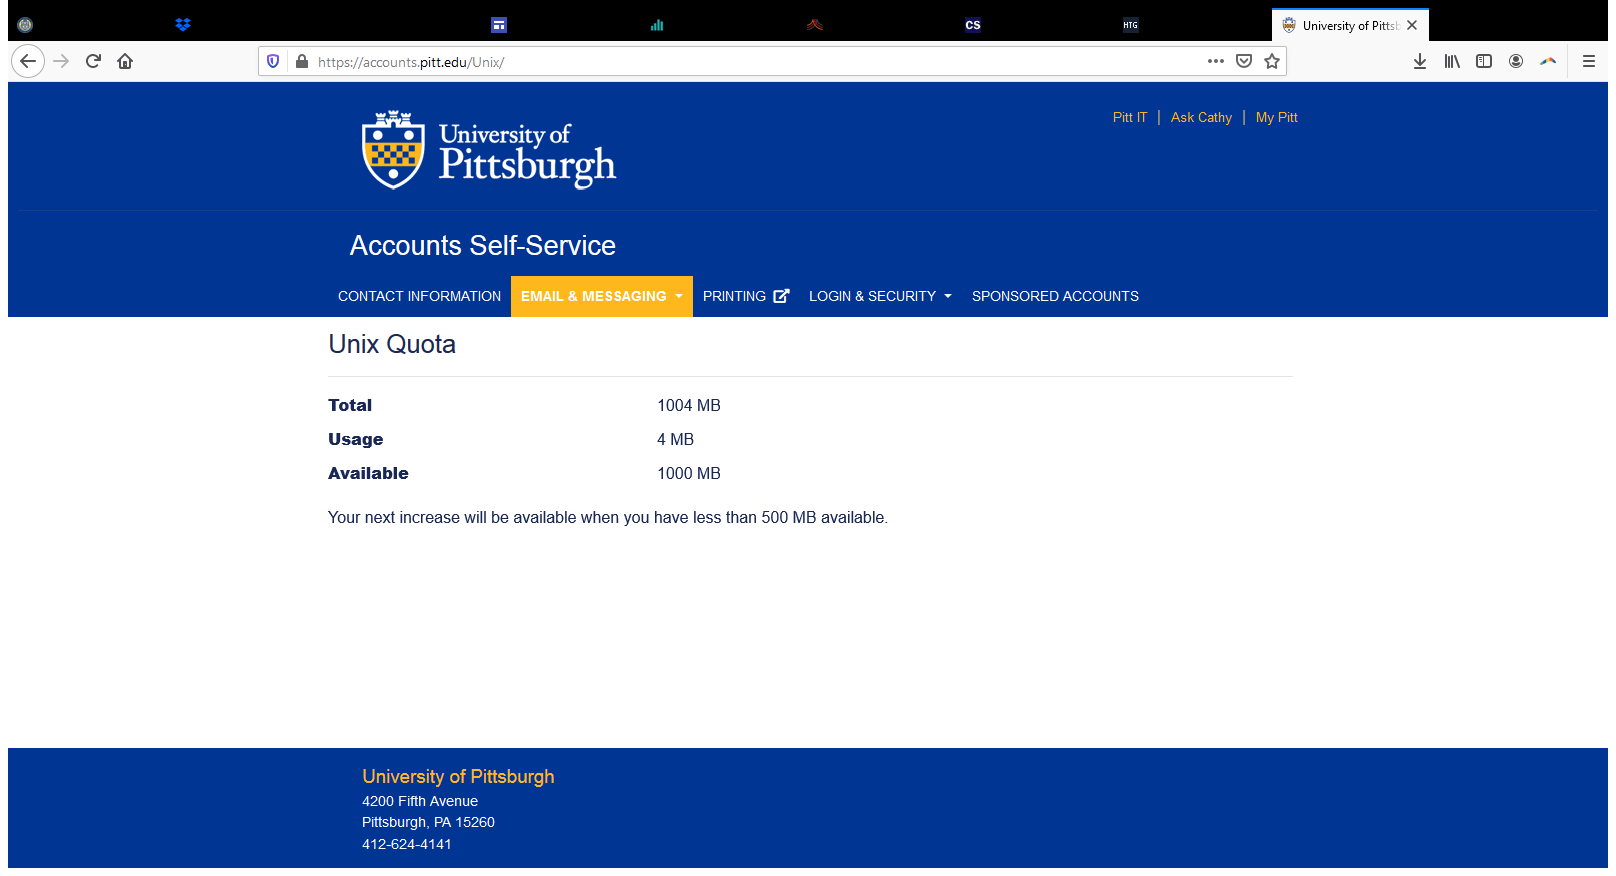 CS
HTG
University of Pittsb
https://accounts.pitt.edu/Unix/
University of
Pittsburgh
Pitt IT | Ask Cathy | My Pitt
Accounts Self-Service
CONTACT INFORMATION EMAIL & MESSAGING PRINTING LOGIN & SECURITY SPONSORED ACCOUNTS
Unix Quota
Total 1004 MB
Usage 4 MB
Available 1000 MB
Your next increase will be available when you have less than 500 MB available.
University of Pittsburgh
4200 Fifth Avenue
Pittsburgh, PA 15260
412-624-4141